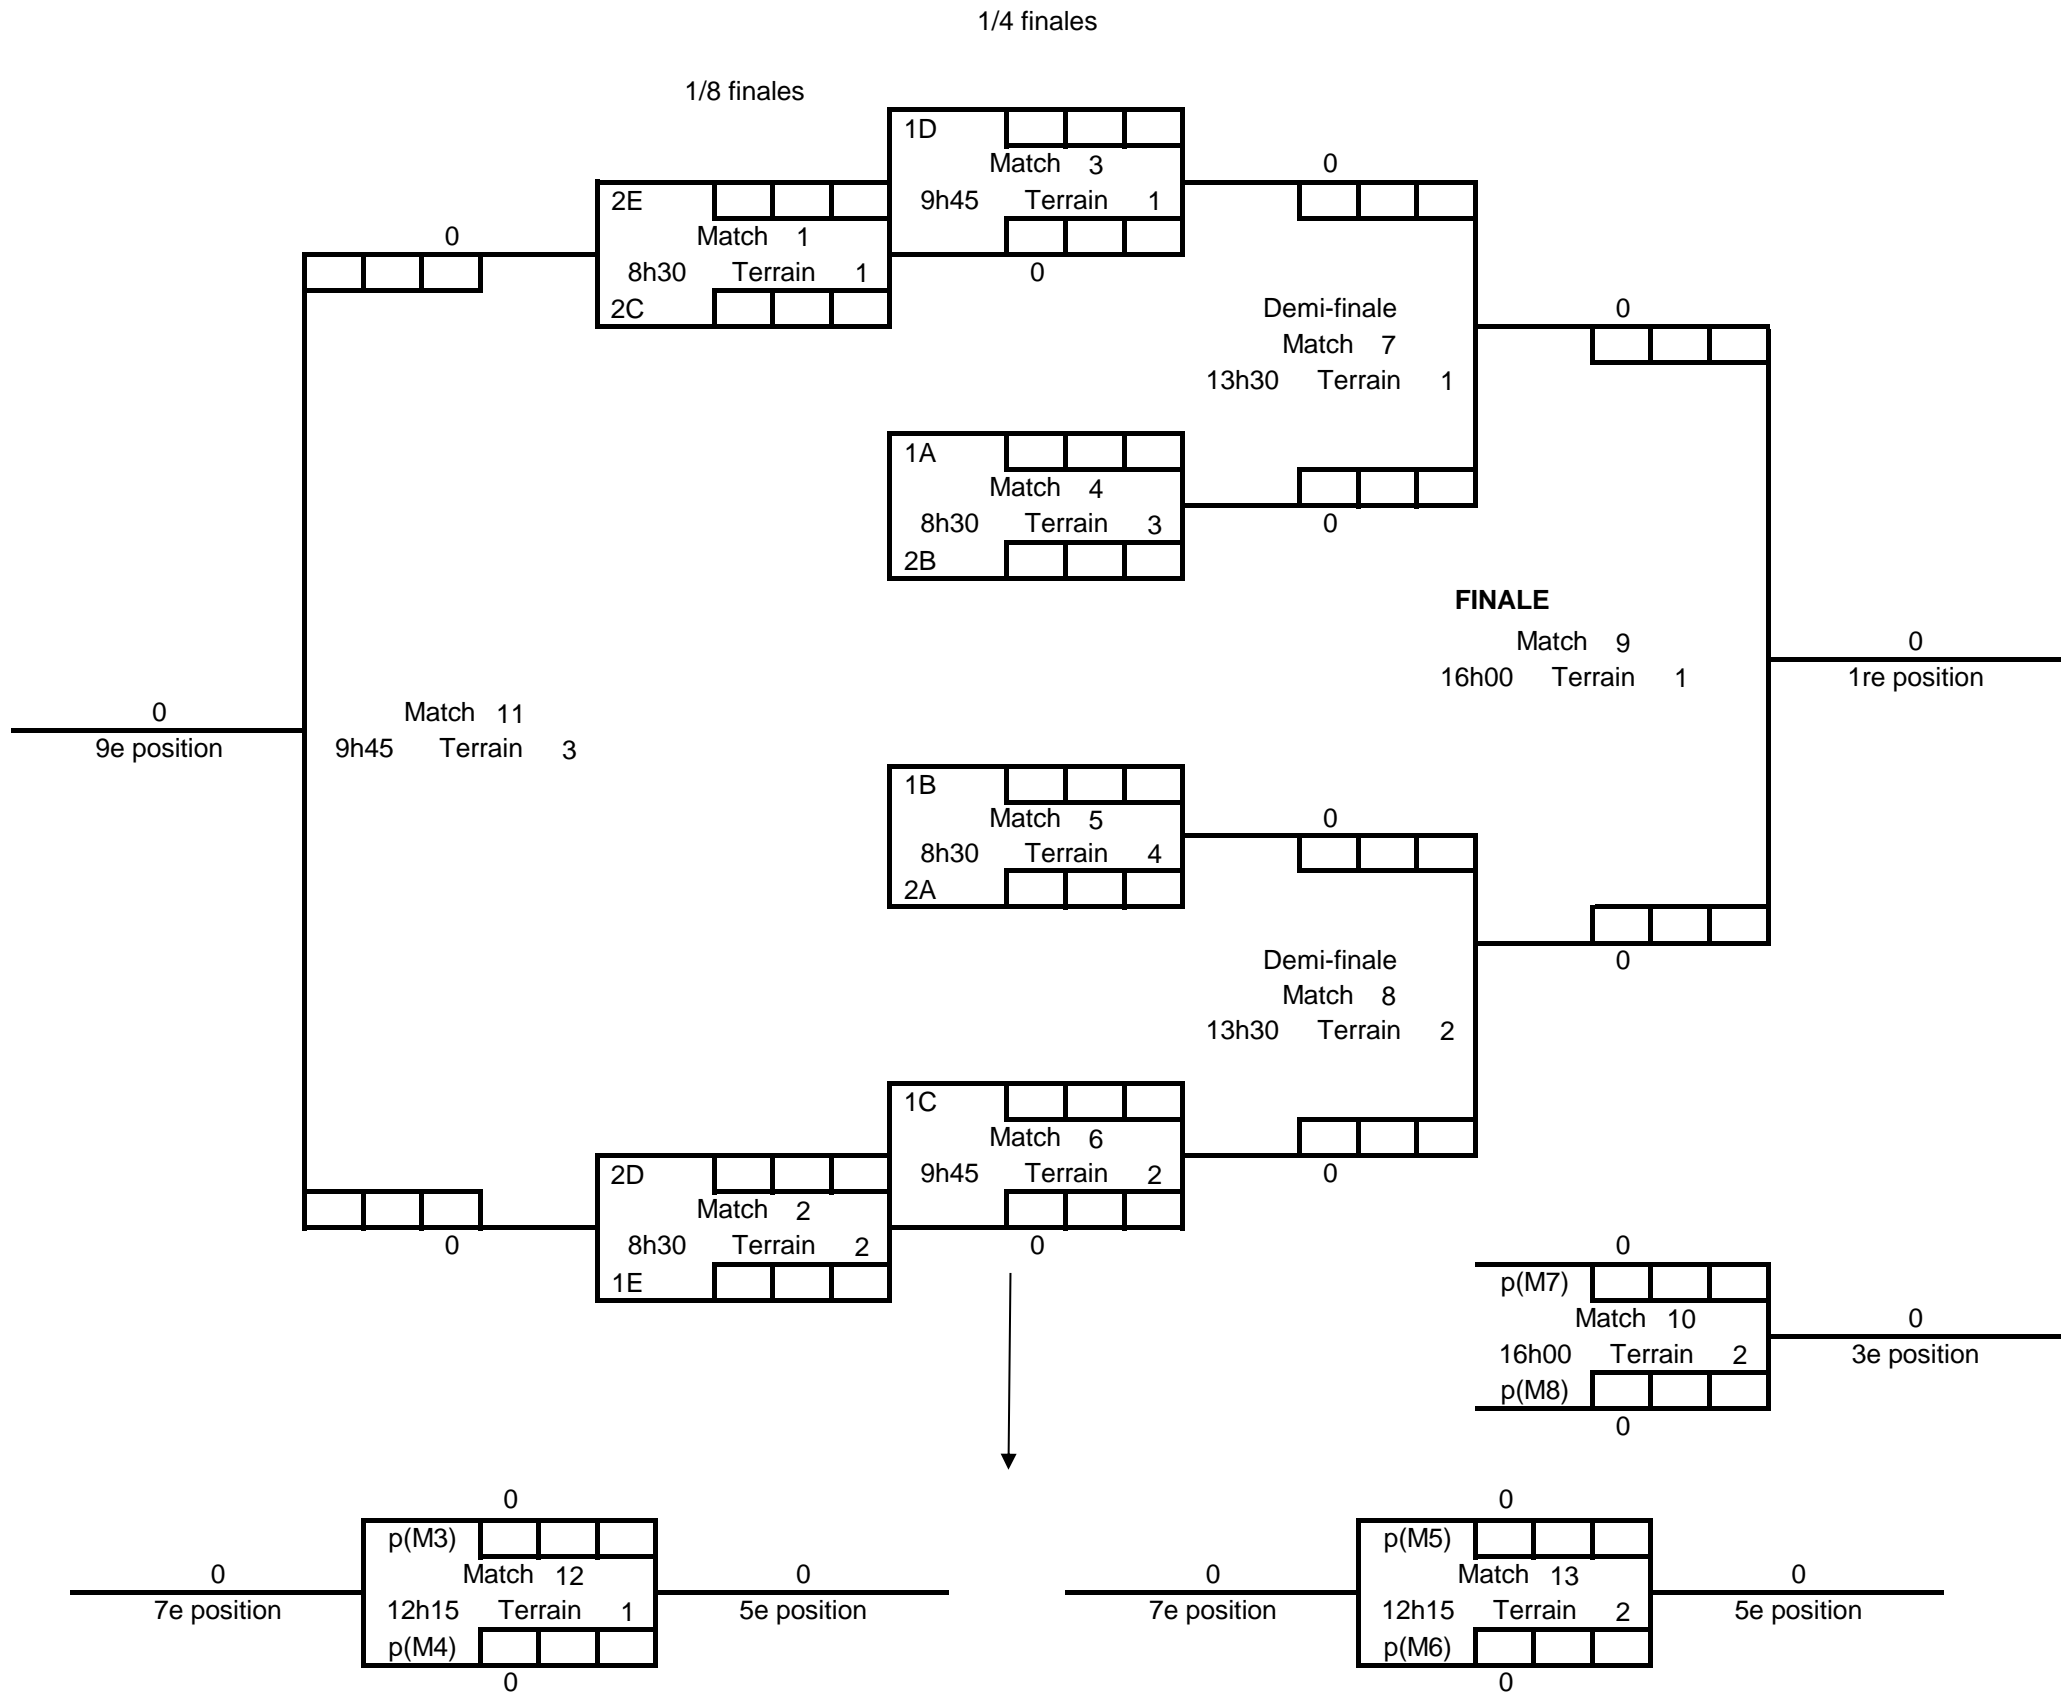 1/4 finales
1/8 finales
1D
Match 3
9h45 Terrain 1
0
0
2E
Match 1
8h30 Terrain 1
2C
0
Demi-finale
Match 7
13h30 Terrain 1
0
1A
Match 4
8h30 Terrain 3
2B
0
FINALE
Match 9
16h00 Terrain 1
0
1re position
0
9e position
Match 11
9h45 Terrain 3
1B
Match 5
8h30 Terrain 4
2A
0
Demi-finale
Match 8
13h30 Terrain 2
0
1C
Match 6
9h45 Terrain 2
0
0
2D
Match 2
8h30 Terrain 2
1E
0
0
p(M7)
Match 10
16h00 Terrain 2
p(M8)
0
0
3e position
0
p(M3)
Match 12
12h15 Terrain 1
p(M4)
0
0
7e position
0
5e position
0
p(M5)
Match 13
12h15 Terrain 2
p(M6)
0
0
7e position
0
5e position